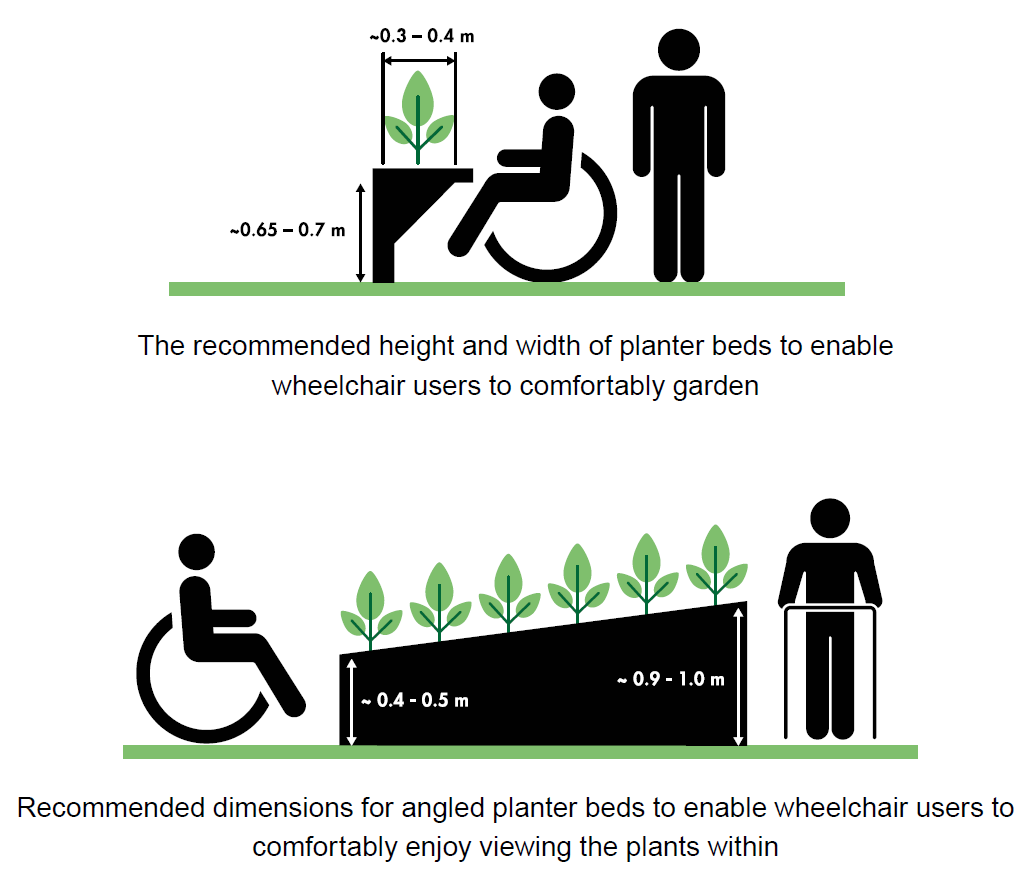 ~0.3 – 0.4 m
~0.65 – 0.7 m
The recommended height and width of planter beds to enable
wheelchair users to comfortably garden
~ 0.4 - 0.5 m
~ 0.9 - 1.0 m
Recommended dimensions for angled planter beds to enable wheelchair users to
comfortably enjoy viewing the plants within